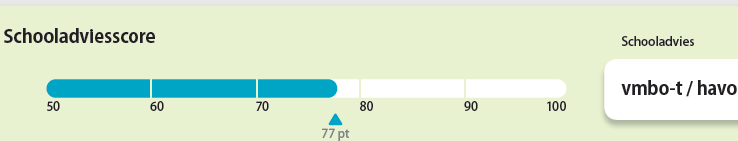 Schooladviesscore
50 60 70 80 90 100
77 pt
Schooladvies
vmbo-t / havo